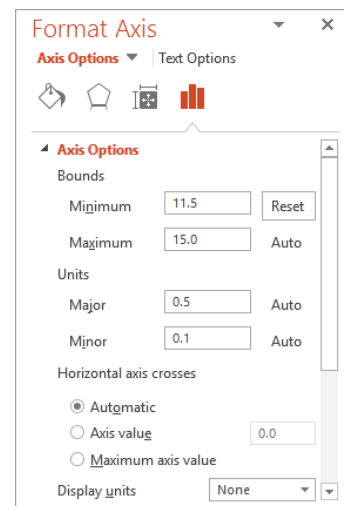 Format Axis
Axis Options Text Options
Axis Options
Bounds
Minimum 11.5 Reset
Maximum 15.0 Auto
Units
Major 0.5 Auto
Minor 0.1 Auto
Horizontal axis crosses
Automatic
Axis value 0.0
Maximum axis value
Display units None